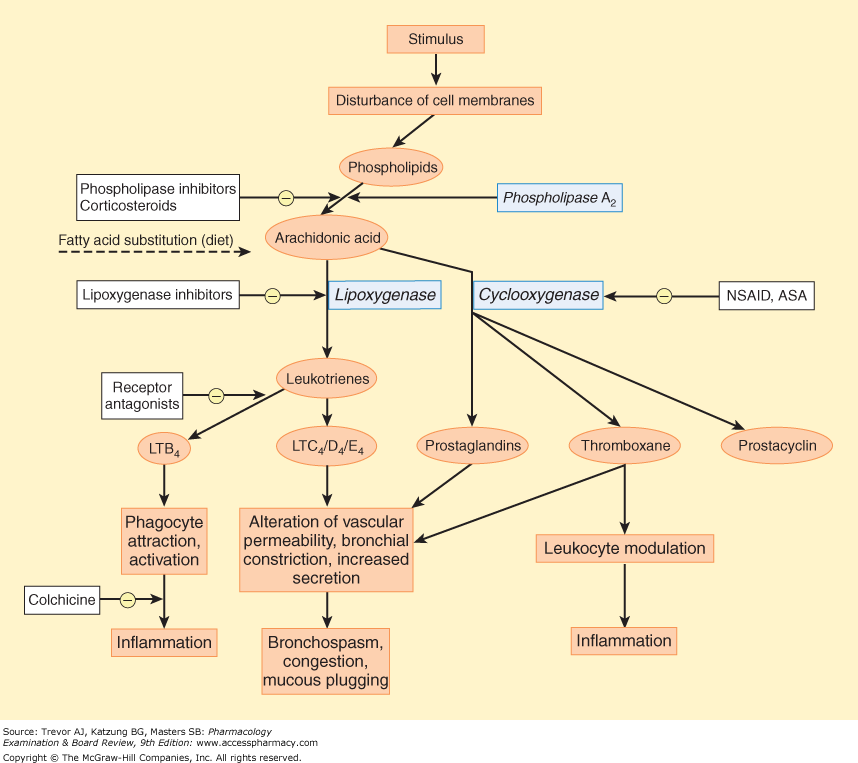 Stimulus
Disturbance of cell membranes
Phospholipids
Phospholipase inhibitors
Corticosteroids
−
Phospholipase A2
Arachidonic acid
Fatty acid substitution (diet)
Lipoxygenase inhibitors
−
Lipoxygenase
Cyclooxygenase
−
NSAID, ASA
Leukotrienes
Receptor
antagonists
−
LTB4
LTC4/D4/E4
Prostaglandins
Thromboxane
Prostacyclin
Phagocyte
attraction,
activation
Alteration of vascular
permeability, bronchial
constriction, increased
secretion
Leukocyte modulation
Colchicine
−
Inflammation
Bronchospasm,
congestion,
mucous plugging
Inflammation
Source: Trevor AJ, Katzung BG, Masters SB: Pharmacology
Examination & Board Review, 9th Edition: www.accesspharmacy.com
Copyright © The McGraw-Hill Companies, Inc. All rights reserved.